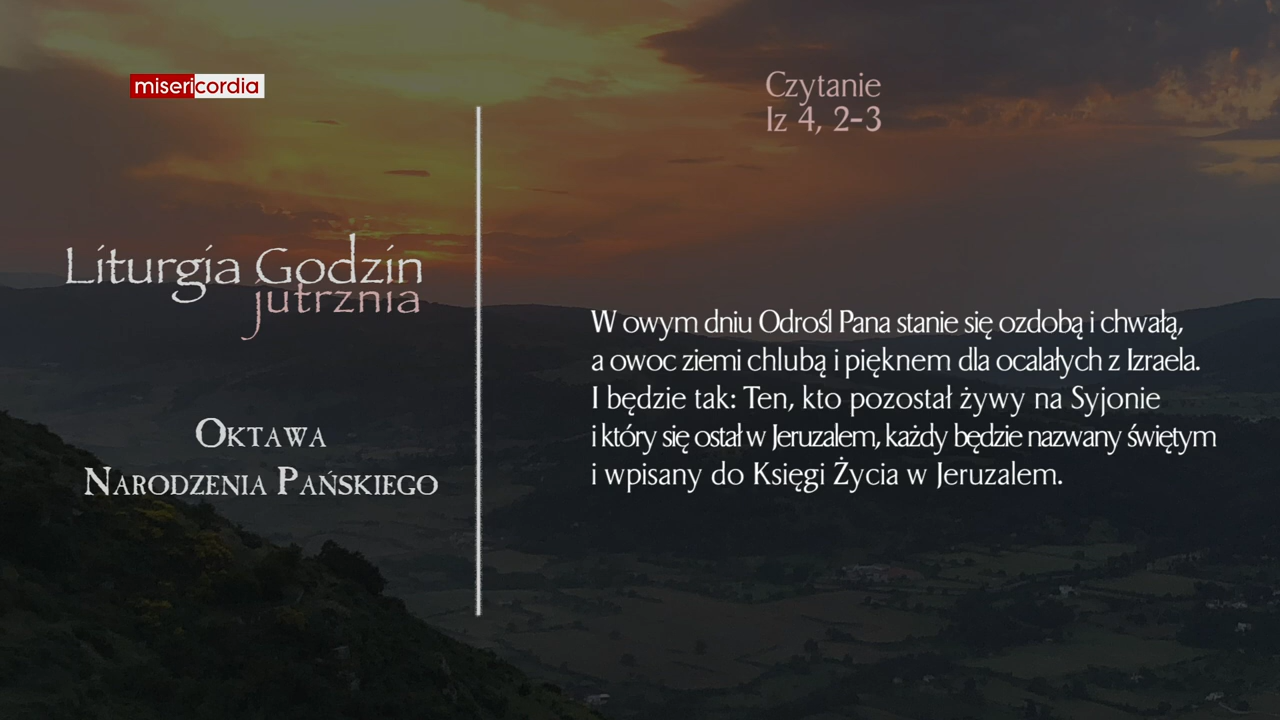 misericordia
Liturgia Godzin
jutrznia
Oktawa
Narodzenia Pańskiego
Czytanie
Iz 4, 2-3
W owym dniu Odrośl Pana stanie się ozdobą i chwałą,
a owoc ziemi chlubą i pięknem dla ocalałych z Izraela.
I będzie tak: Ten, kto pozostał żywy na Syjonie
i który się ostał w Jeruzalem, każdy będzie nazwany świętym
i wpisany do Księgi Życia w Jeruzalem.